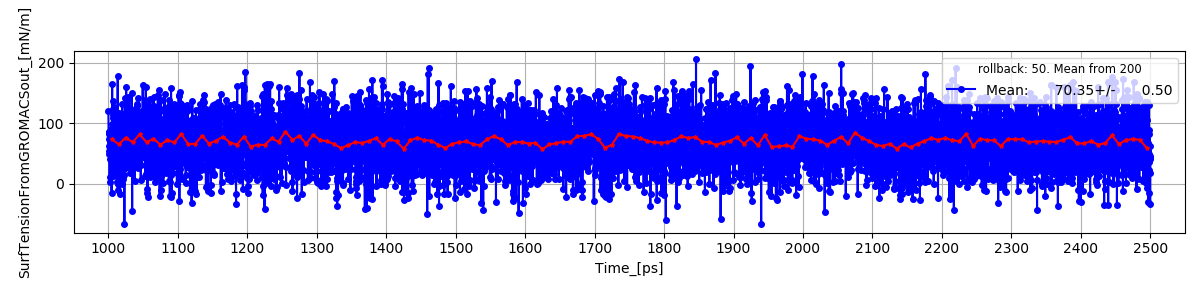 SurfTensionFromGROMACSout_[mN/m]
200
100
0
rollback: 50. Mean from 200
Mean: 70.35+/- 0.50
1000 1100 1200 1300 1400 1500 1600 1700 1800 1900 2000 2100 2200 2300 2400 2500
Time_[ps]